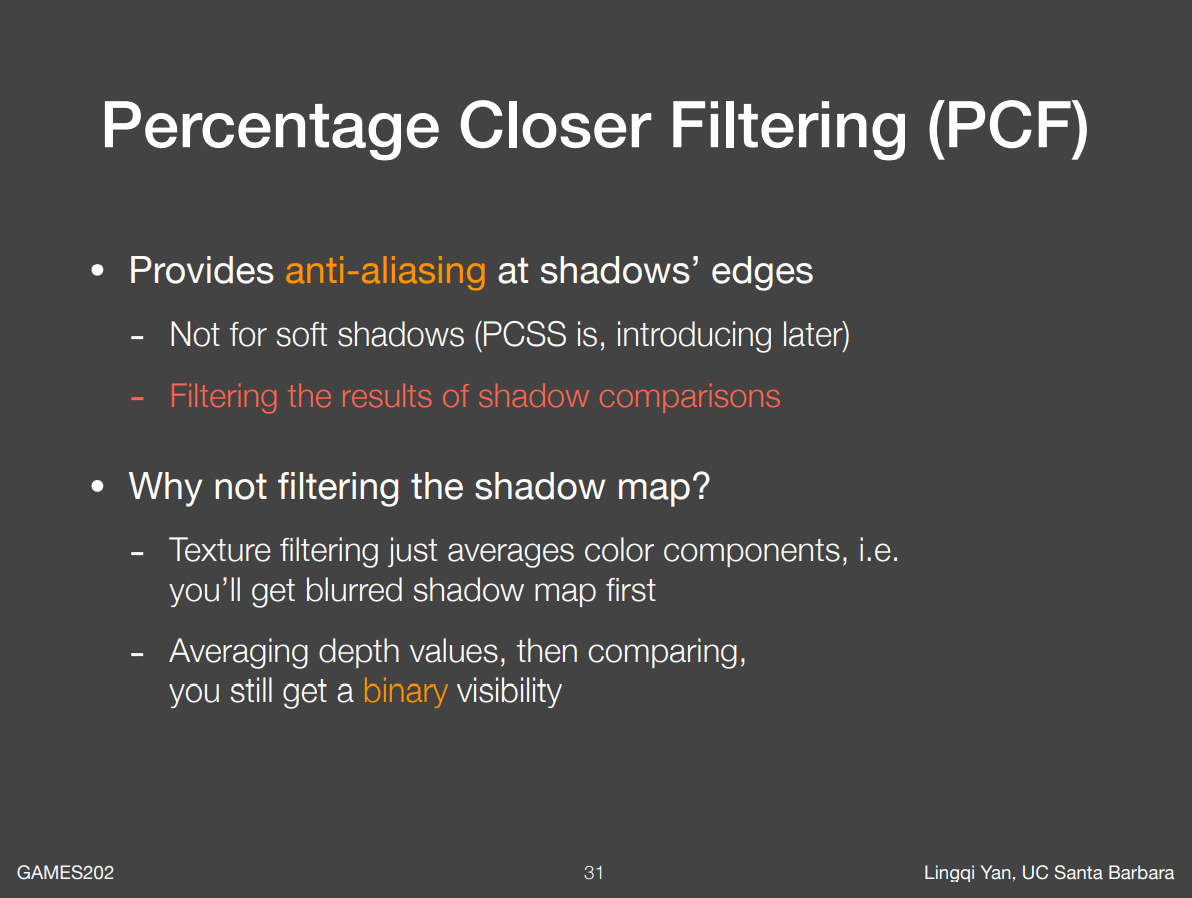 Percentage Closer Filtering (PCF)
• Provides anti-aliasing at shadows’ edges
- Not for soft shadows (PCSS is, introducing later)
- Filtering the results of shadow comparisons
• Why not filtering the shadow map?
- Texture filtering just averages color components, i.e.
you’ll get blurred shadow map first
- Averaging depth values, then comparing,
you still get a binary visibility
GAMES202
31
Lingqi Yan, UC Santa Barbara